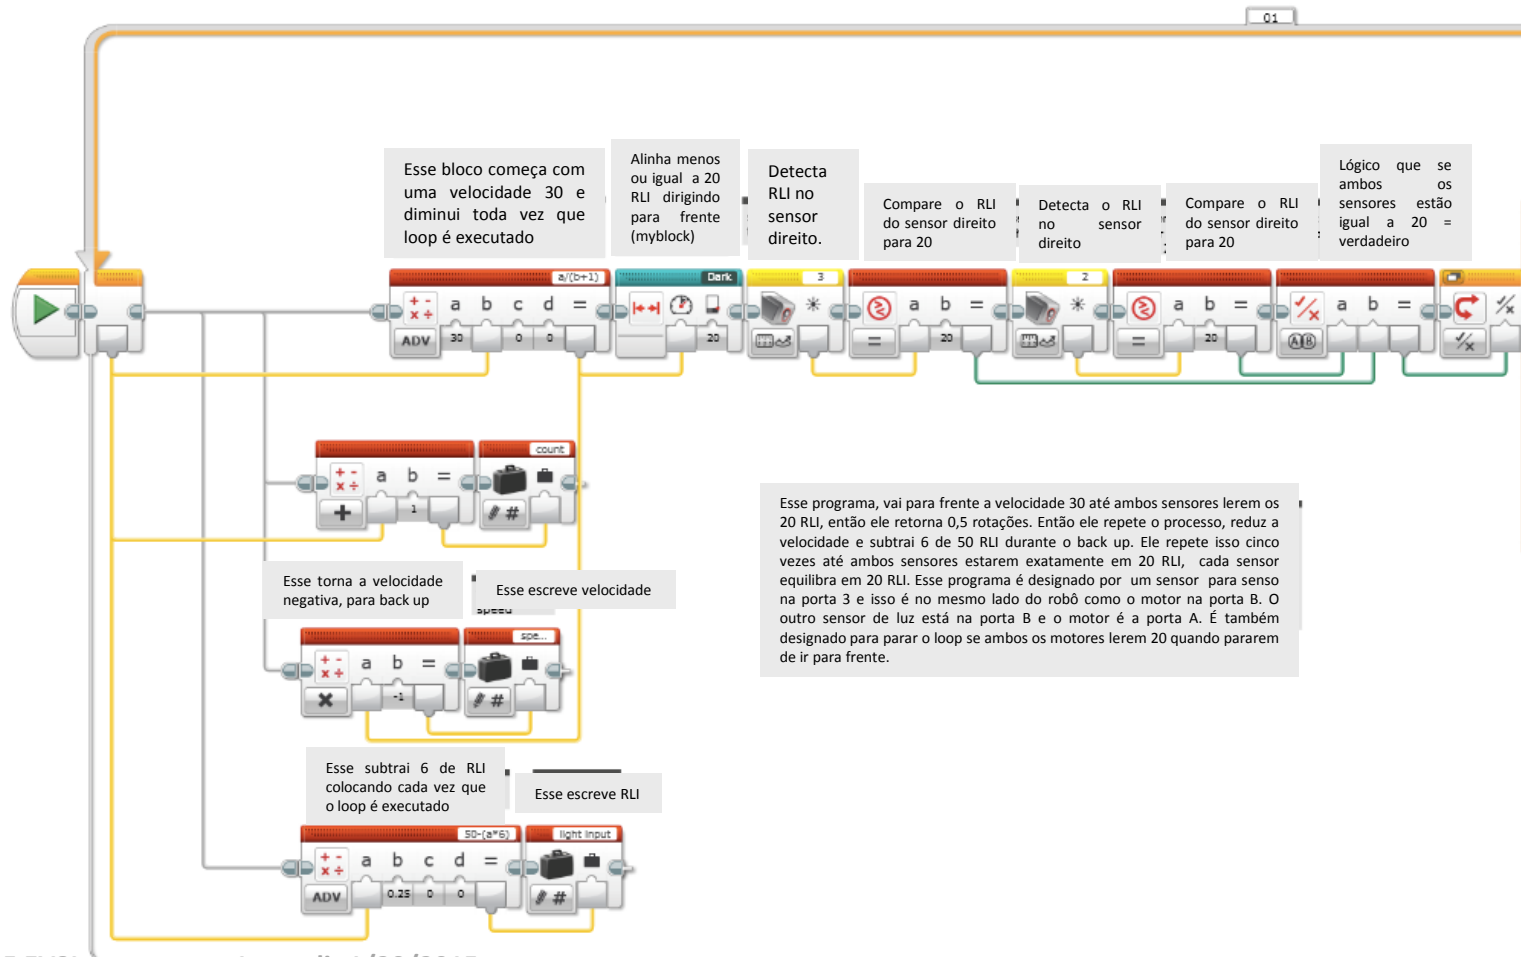 01
Esse bloco começa com
uma velocidade 30 e
diminui toda vez que
loop é executado
Alinha menos
ou igual a 20
RLI dirigindo
para frente
(myblock)
Detecta
RLI no
sensor
direito.
Compare o RLI
do sensor direito
para 20
Detecta o RLI
no sensor
direito
Compare o RLI
do sensor direito
para 20
Lógico que se
ambos os
sensores estão
igual a 20 =
verdadeiro
a/(b+1)
a b c d =
ADV 30 0 0
Dark
20
3
a b =
= 20
2
a b =
= 20
a b =
A B
count
a b =
1
#
Esse torna a velocidade
negativa, para back up
Esse escreve velocidade
speed
spe...
a b =
-1
#
Esse programa, vai para frente a velocidade 30 até ambos sensores lerem os
20 RLI, então ele retorna 0,5 rotações. Então ele repete o processo, reduz a
velocidade e subtrai 6 de 50 RLI durante o back up. Ele repete isso cinco
vezes até ambos sensores estarem exatamente em 20 RLI, cada sensor
equilibra em 20 RLI. Esse programa é designado por um sensor para senso
na porta 3 e isso é no mesmo lado do robô como o motor na porta B. O
outro sensor de luz está na porta B e o motor é a porta A. É também
designado para parar o loop se ambos os motores lerem 20 quando pararem
de ir para frente.
Esse subtrai 6 de RLI
colocando cada vez que
o loop é executado
Esse escreve RLI
50-(a*6)
a b c d =
ADV 0.25 0 0
light input
#